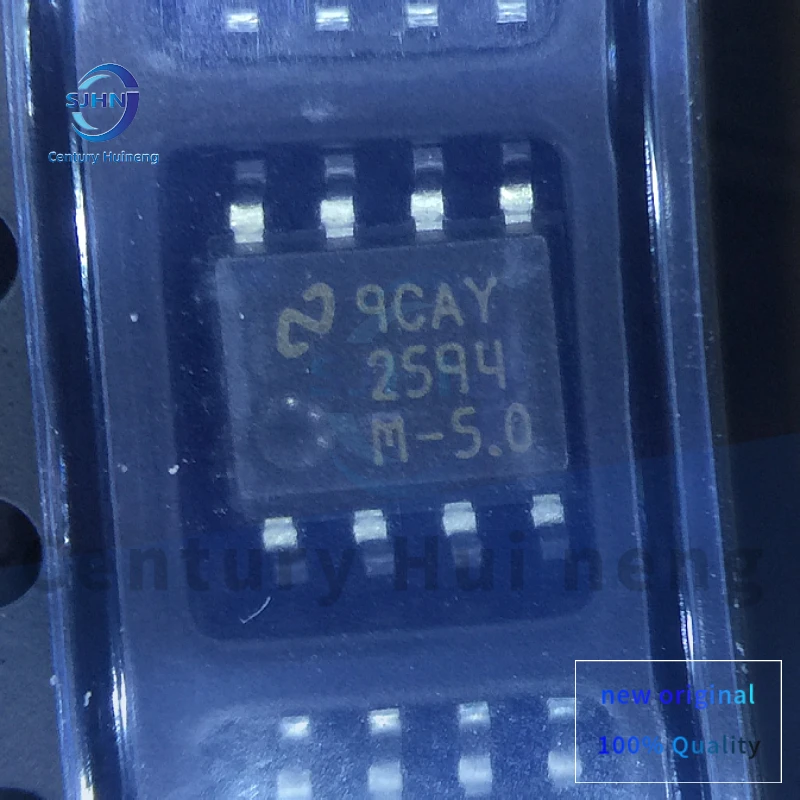 SJHN
Century Huineng
9CAY
2594
M-5.0
Century Huineng
new original
100% Quality